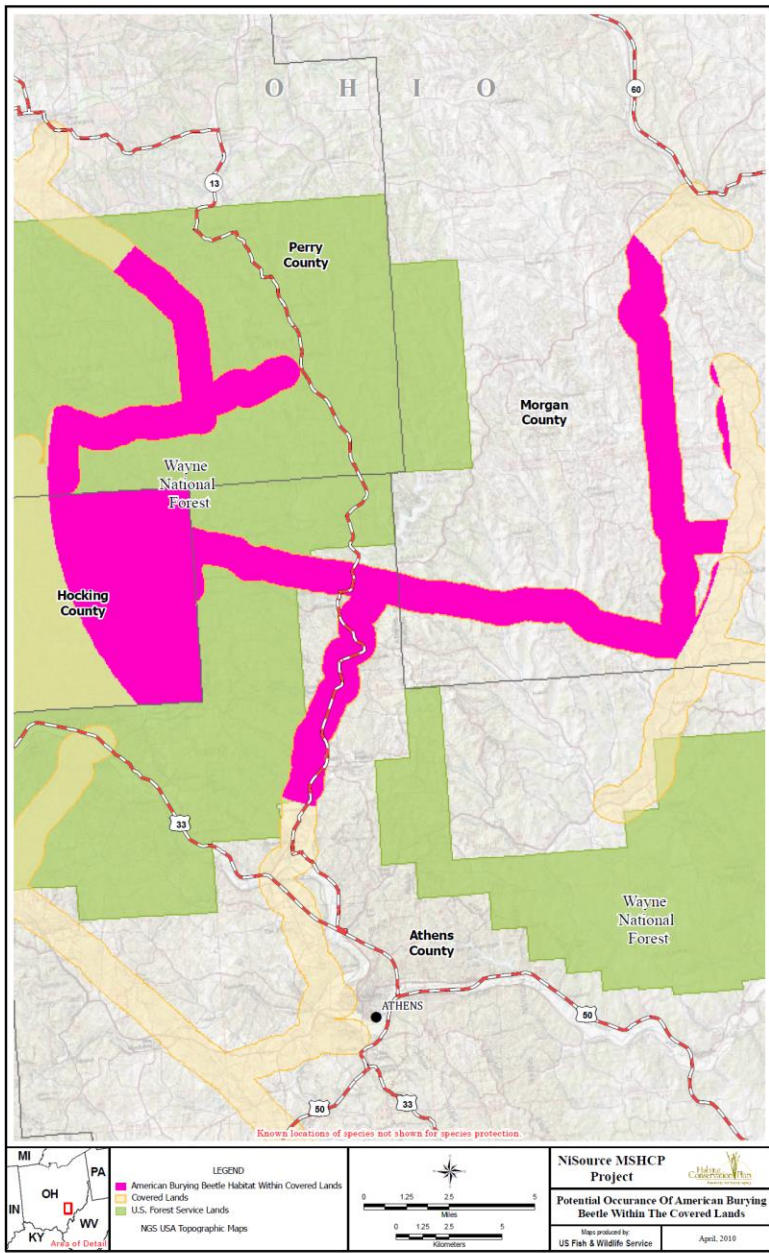 O H I O
60
13
Perry
County
Morgan
County
Wayne
National
Forest
Hocking
County
33
Wayne
National
Forest
Athens
County
ATHENS
50
50
33
Known locations of species not shown for species protection.
MI
PA
OH
IN
WV
KY
Area of Detail
LEGEND
American Burying Beetle Habitat Within Covered Lands
Covered Lands
U.S. Forest Service Lands
NGS USA Topographic Maps
0 1.25 2.5 5
Miles
0 1.25 2.5 5
Kilometers
NiSource MSHCP
Project
Habitat
Conservation Plan
Potential Occurance Of American Burying
Beetle Within The Covered Lands
Maps produced by:
US Fish & Wildlife Service
April, 2010